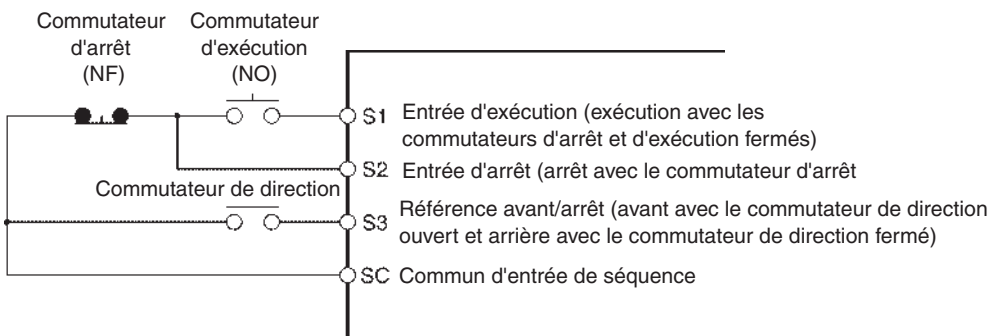 Commutateur
d'arrêt
(NF)
Commutateur
d'exécution
(NO)
S1 Entrée d'exécution (exécution avec les
commutateurs d'arrêt et d'exécution fermés)
S2 Entrée d'arrêt (arrêt avec le commutateur d'arrêt
Commutateur de direction
S3 Référence avant/arrêt (avant avec le commutateur de direction
ouvert et arrière avec le commutateur de direction fermé)
SC Commun d'entrée de séquence